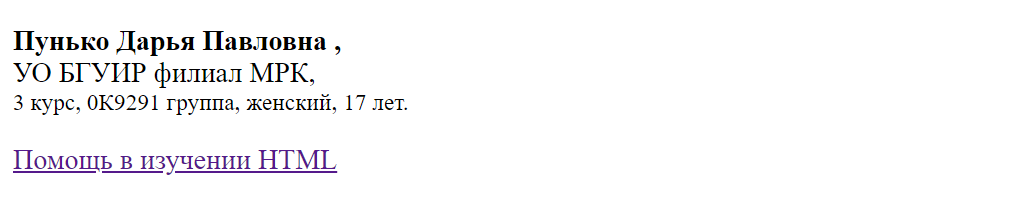 Пунько Дарья Павловна ,
УО БГУИР филиал МРК,
3 курс, 0К9291 группа, женский, 17 лет.
Помощь в изучении HTML